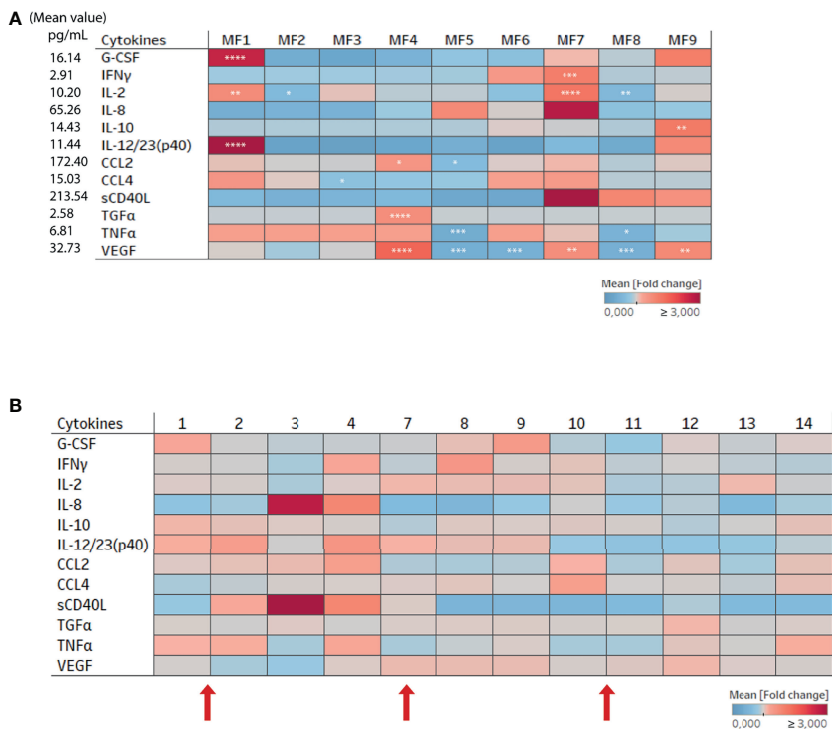 A (Mean value)
pg/mL Cytokines MF1 MF2 MF3 MF4 MF5 MF6 MF7 MF8 MF9
16.14 G-CSF ****
2.91 IFNγ ***
10.20 IL-2 ** * **** **
65.26 IL-8
14.43 IL-10 **
11.44 IL-12/23(p40) ****
172.40 CCL2 * *
15.03 CCL4 *
213.54 sCD40L
2.58 TGFα ****
6.81 TNFα *** *
32.73 VEGF **** *** *** ** *** **
Mean [Fold change]
0,000 ≥ 3,000
B
Cytokines 1 2 3 4 7 8 9 10 11 12 13 14
G-CSF
IFNγ
IL-2
IL-8
IL-10
IL-12/23(p40)
CCL2
CCL4
sCD40L
TGFα
TNFα
VEGF
Mean [Fold change]
0,000 ≥ 3,000